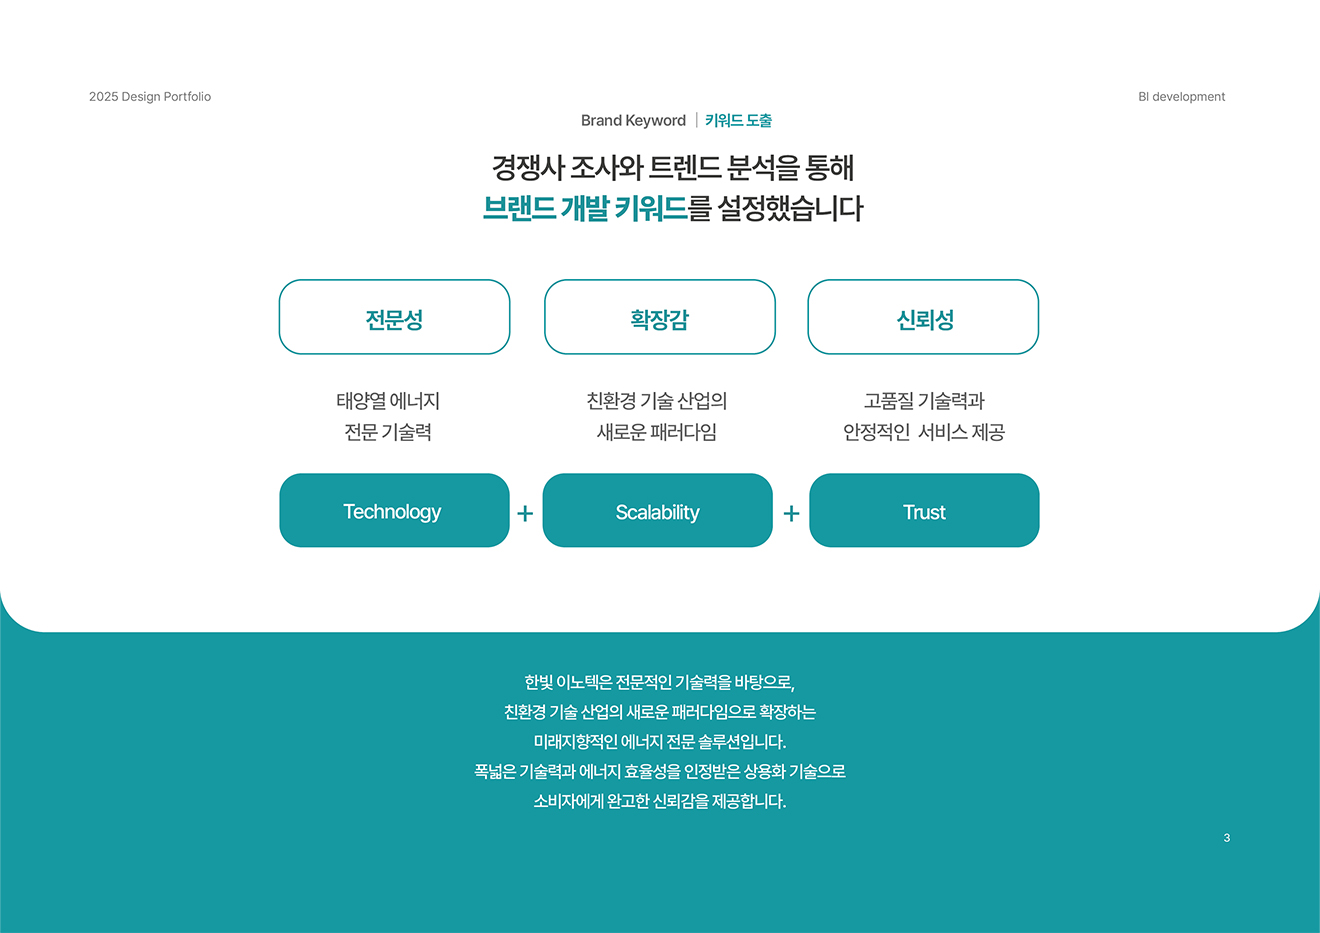 2025 Design Portfolio
BI development
Brand Keyword | 키워드 도출
경쟁사 조사와 트렌드 분석을 통해
브랜드 개발 키워드를 설정했습니다
전문성
확장감
신뢰성
태양열 에너지
전문 기술력
친환경 기술 산업의
새로운 패러다임
고품질 기술력과
안정적인 서비스 제공
Technology + Scalability + Trust
한빛 이노텍은 전문적인 기술력을 바탕으로,
친환경 기술 산업의 새로운 패러다임으로 확장하는
미래지향적인 에너지 전문 솔루션입니다.
폭넓은 기술력과 에너지 효율성을 인정받은 상용화 기술으로
소비자에게 완고한 신뢰감을 제공합니다.
3